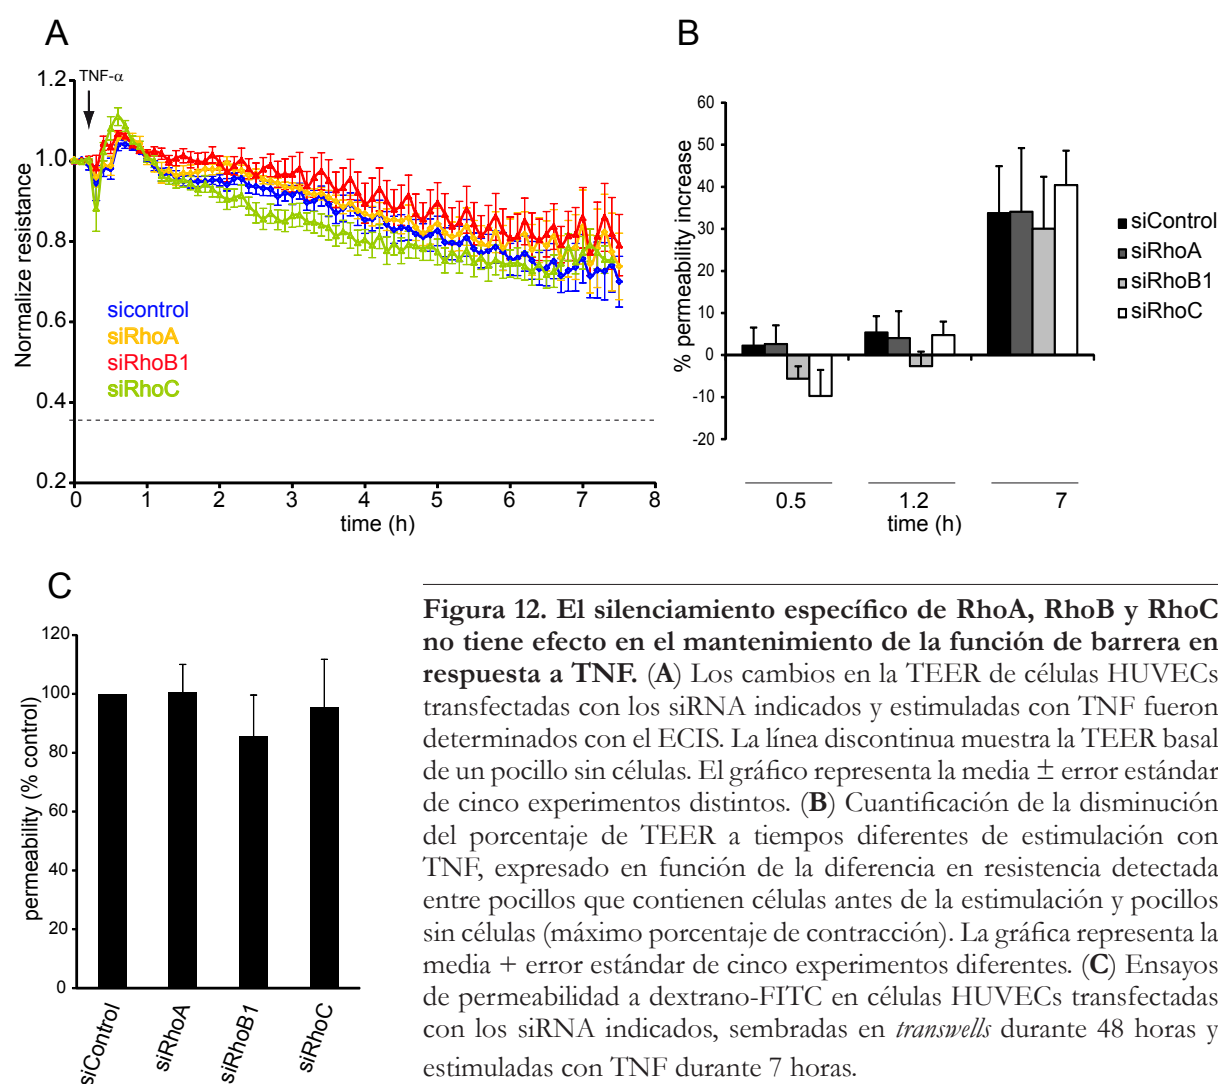 A
TNF-α
1.2
1.0
0.8
0.6
0.4
0.2
Normalize resistance
sicontrol
siRhoA
siRhoB1
siRhoC
0 1 2 3 4 5 6 7 8
time (h)
B
60
50
40
30
20
10
0
-10
-20
% permeability increase
siControl
siRhoA
siRhoB1
siRhoC
0.5 1.2 7
time (h)
C
120
100
80
60
40
20
0
permeability (% control)
siControl
siRhoA
siRhoB1
siRhoC
Figura 12. El silenciamiento específico de RhoA, RhoB y RhoC
no tiene efecto en el mantenimiento de la función de barrera en
respuesta a TNF. (A) Los cambios en la TEER de células HUVECs
transfectadas con los siRNA indicados y estimuladas con TNF fueron
determinados con el ECIS. La línea discontinua muestra la TEER basal
de un pocillo sin células. El gráfico representa la media ± error estándar
de cinco experimentos distintos. (B) Cuantificación de la disminución
del porcentaje de TEER a tiempos diferentes de estimulación con
TNF, expresado en función de la diferencia en resistencia detectada
entre pocillos que contienen células antes de la estimulación y pocillos
sin células (máximo porcentaje de contracción). La gráfica representa la
media + error estándar de cinco experimentos diferentes. (C) Ensayos
de permeabilidad a dextrano-FITC en células HUVECs transfectadas
con los siRNA indicados, sembradas en transwells durante 48 horas y
estimuladas con TNF durante 7 horas.